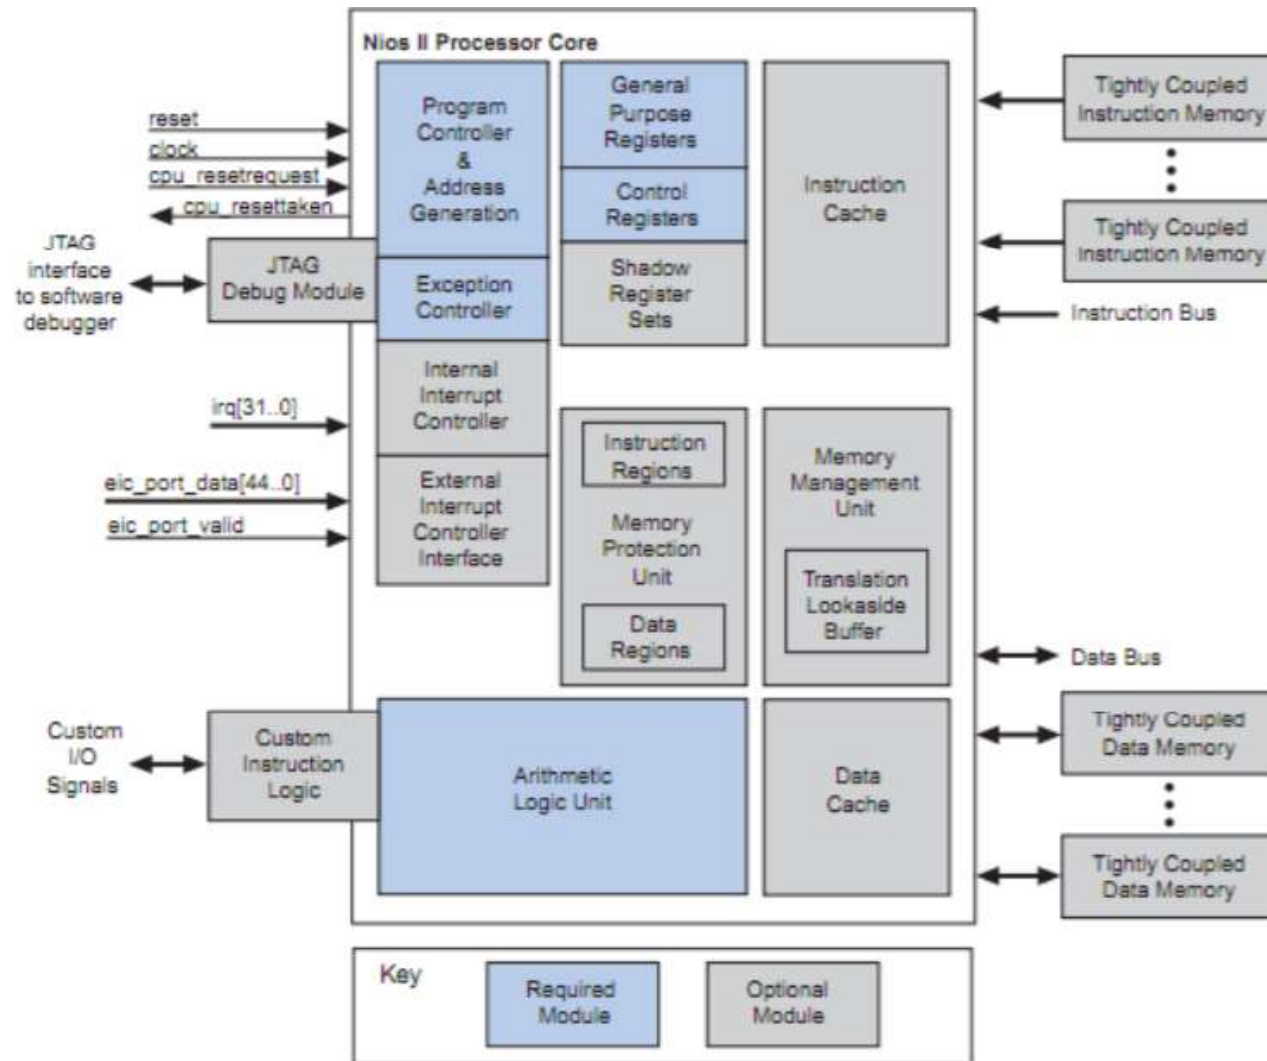 Nios II Processor Core
reset
clock
cpu_resetrequest
cpu_resettaken
JTAG
interface
to software
debugger
JTAG
Debug Module
irq[31..0]
eic_port_data[44..0]
eic_port_valid
Custom
I/O
Signals
Custom
Instruction
Logic
Program
Controller
&
Address
Generation
Exception
Controller
Internal
Interrupt
Controller
External
Interrupt
Controller
Interface
General
Purpose
Registers
Control
Registers
Shadow
Register
Sets
Instruction
Cache
Instruction
Regions
Memory
Protection
Unit
Data
Regions
Memory
Management
Unit
Translation
Lookaside
Buffer
Arithmetic
Logic Unit
Data
Cache
Tightly Coupled
Instruction Memory
Tightly Coupled
Instruction Memory
Instruction Bus
Data Bus
Tightly Coupled
Data Memory
Tightly Coupled
Data Memory
Key
Required
Module
Optional
Module